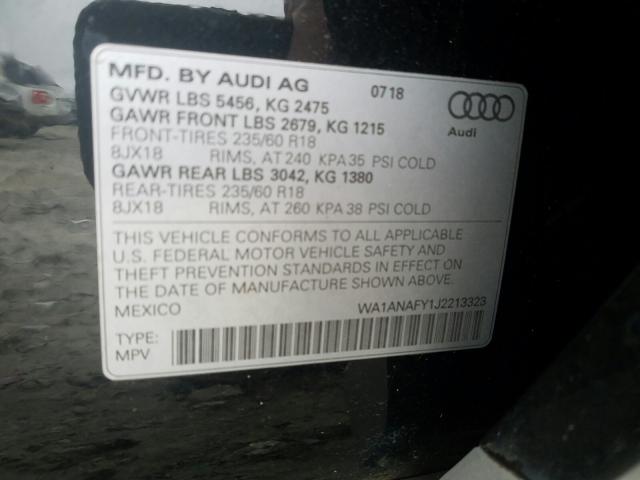 MFD. BY AUDI AG 07 18
GVWR LBS 5456, KG 2475
GAWR FRONT LBS 2679, KG 1215
FRONT-TIRES 235/60 R18
8JX18 RIMS, AT 240 KPA 35 PSI COLD
GAWR REAR LBS 3042, KG 1380
REAR-TIRES 235/60 R18
8JX18 RIMS, AT 260 KPA 38 PSI COLD
Audi
THIS VEHICLE CONFORMS TO ALL APPLICABLE
U.S. FEDERAL MOTOR VEHICLE SAFETY AND
THEFT PREVENTION STANDARDS IN EFFECT ON
THE DATE OF MANUFACTURE SHOWN ABOVE.
MEXICO WA1ANAFY1J2213323
TYPE:
MPV